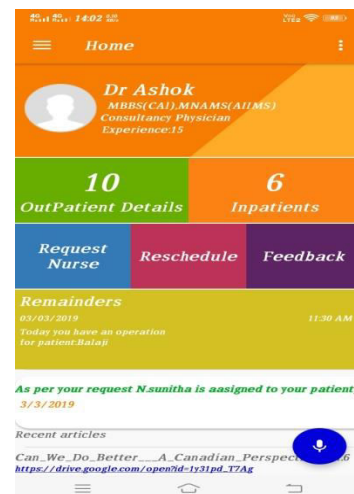 14:02
Home
Dr Ashok
MBBS(CAI),MNAMS(AIIMS)
Consultancy Physician
Experience:15
10
OutPatient Details
6
Inpatients
Request
Nurse
Reschedule
Feedback
Remainders
03/03/2019
11:30 AM
Today you have an operation
for patient:Balaji
As per your request N.sunitha is aasigned to your patient
3/3/2019
Recent articles
Can_We_Do_Better___A_Canadian_Perspec
https://drive.google.com/open?id=1y31pd_T7Ag